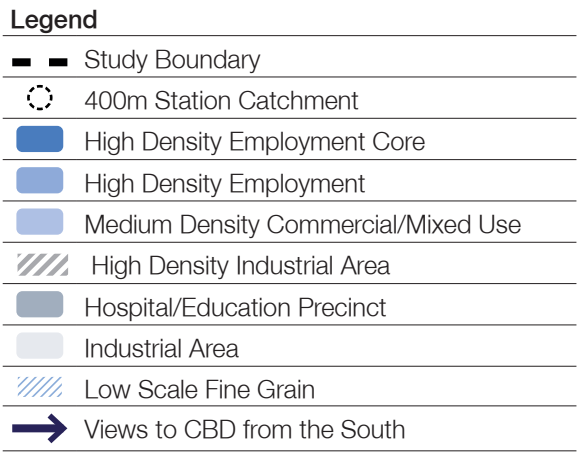 Legend
Study Boundary
400m Station Catchment
High Density Employment Core
High Density Employment
Medium Density Commercial/Mixed Use
High Density Industrial Area
Hospital/Education Precinct
Industrial Area
Low Scale Fine Grain
Views to CBD from the South